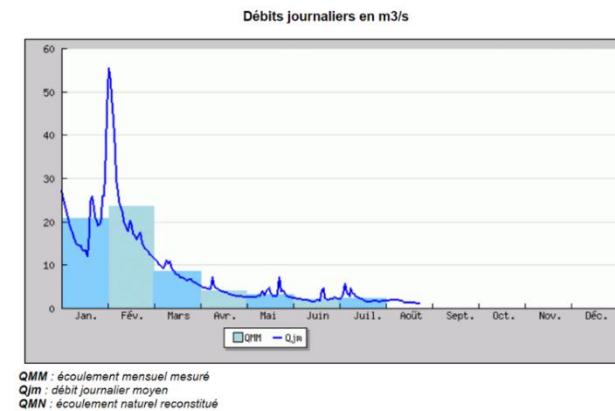 Débits journaliers en m3/s
60
50
40
30
20
10
0
Jan. Fév. Mars Avr. Mai Juin Juil. Août Sept. Oct. Nov. Déc.
QMM Qjm
QMM : écoulement mensuel mesuré
Qjm : débit journalier moyen
QMN : écoulement naturel reconstitué